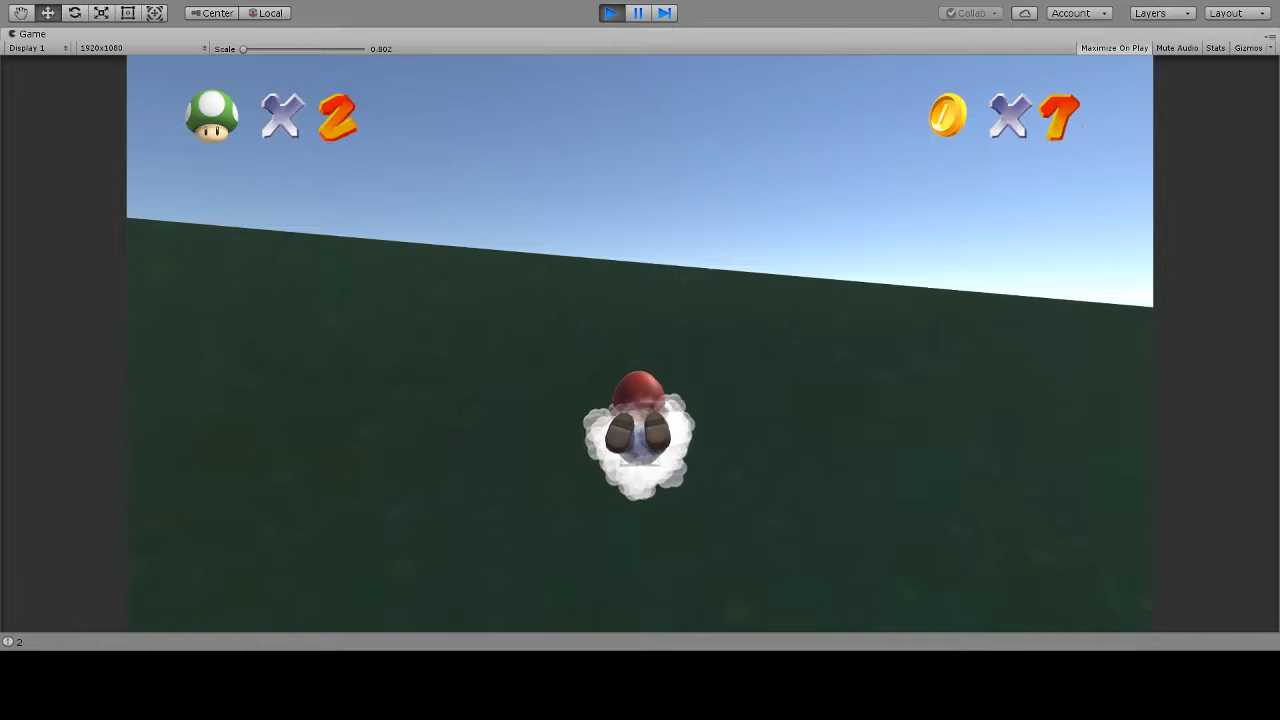 Center Local Collab Account Layers Layout
Game
Display 1 1920x1080 Scale 0.802 Maximize On Play Mute Audio Stats Gizmos
X 2 X 7
2